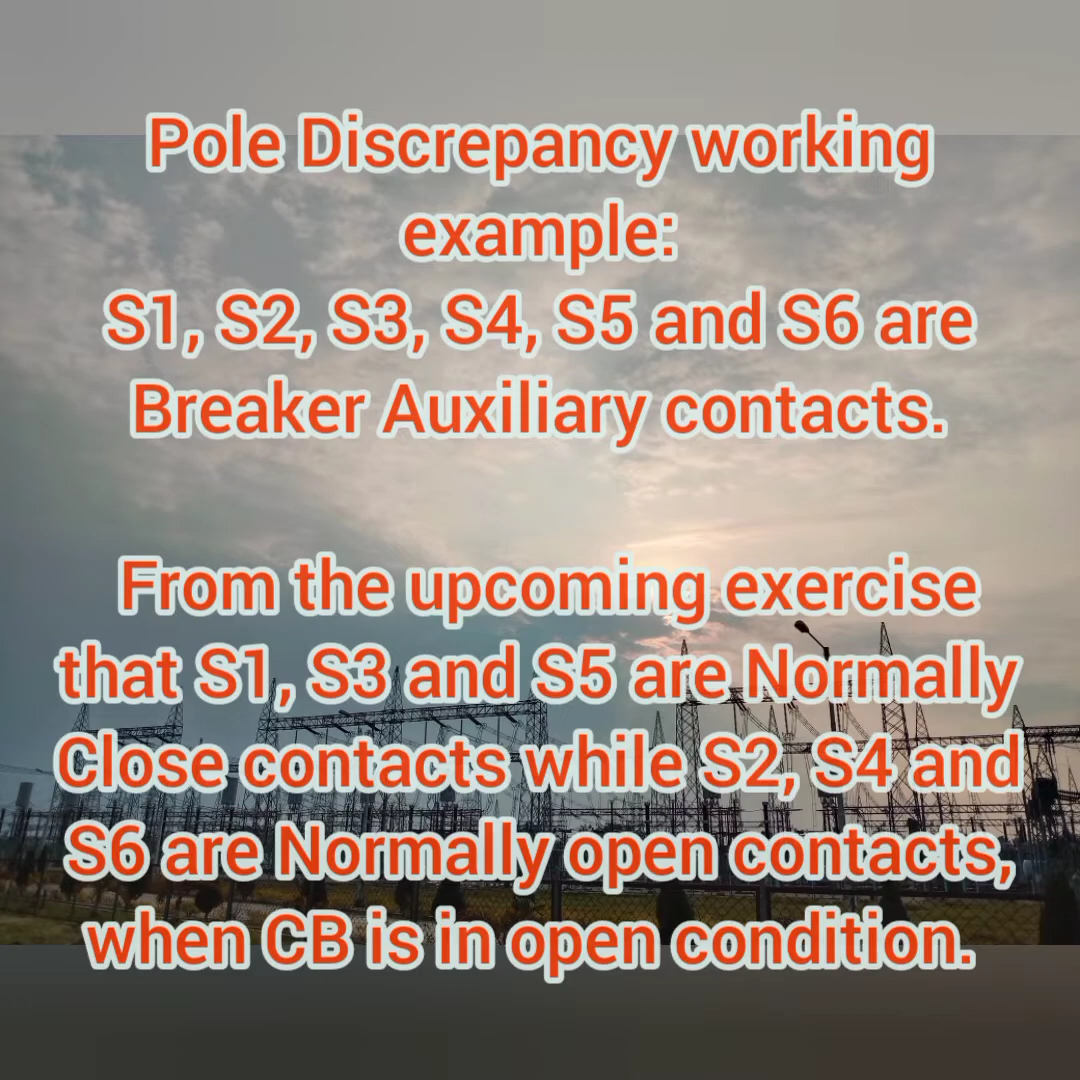 Pole Discrepancy working
example:
S1, S2, S3, S4, S5 and S6 are
Breaker Auxiliary contacts.
From the upcoming exercise
that S1, S3 and S5 are Normally
Close contacts while S2, S4 and
S6 are Normally open contacts,
when CB is in open condition.